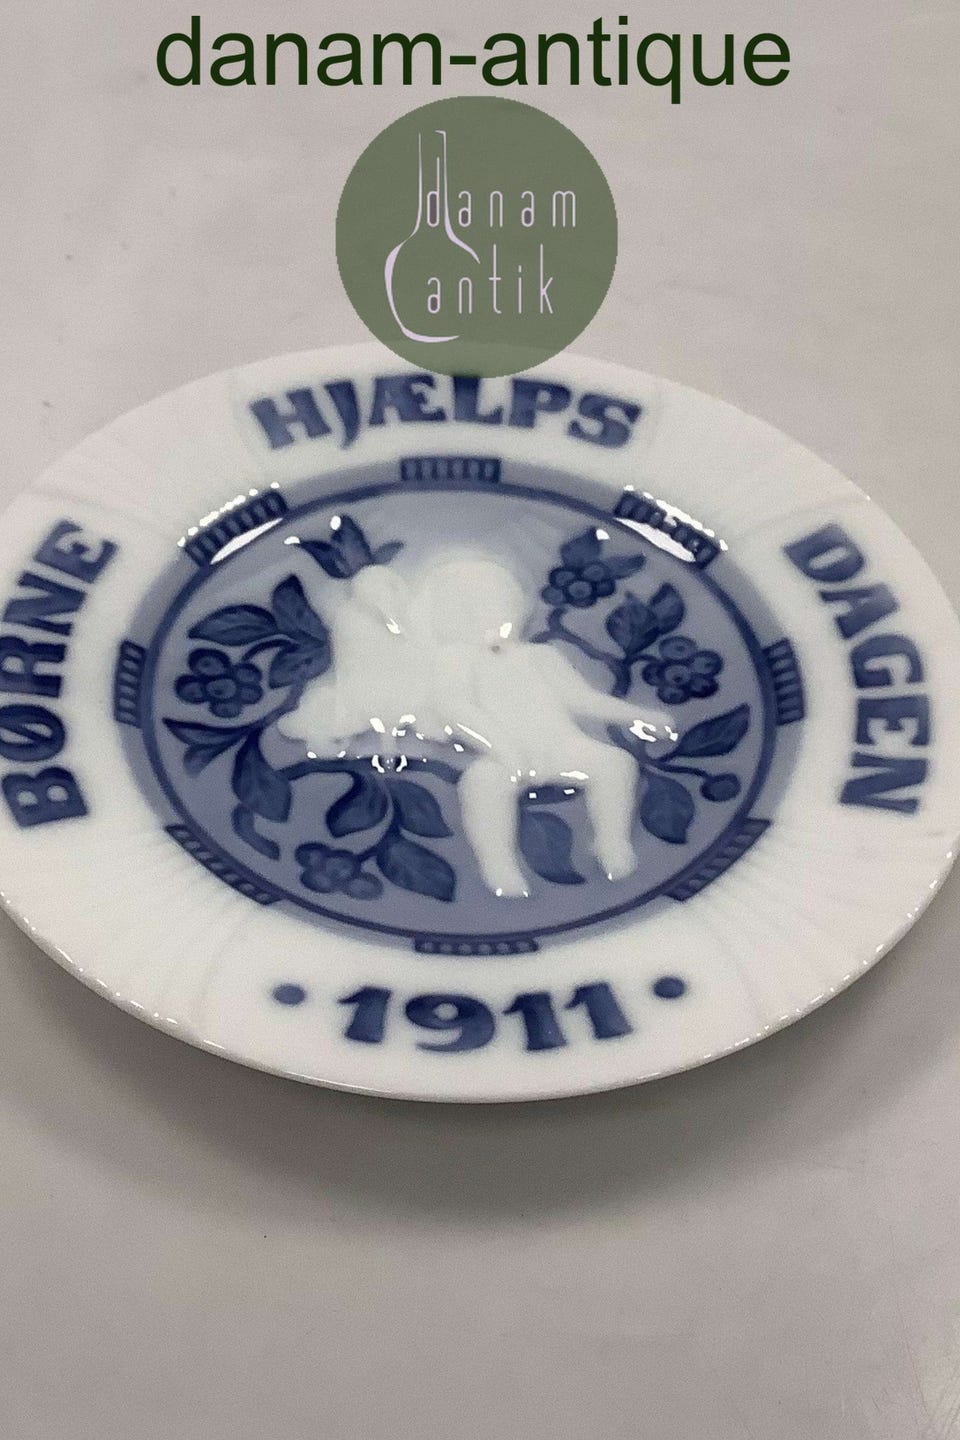 danam-antique
danam
antik
BØRNE
HJÆLPS
DAGEN
• 1911 •